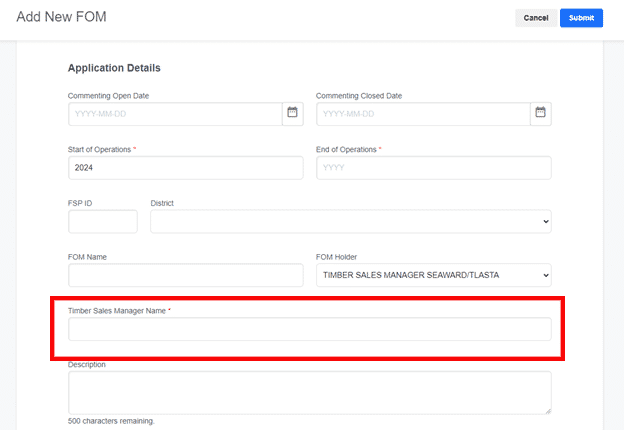 Add New FOM
Cancel
Submit
Application Details
Commenting Open Date
Commenting Closed Date
YYYY-MM-DD
YYYY-MM-DD
Start of Operations *
End of Operations *
2024
YYYY
FSP ID
District
FOM Name
FOM Holder
TIMBER SALES MANAGER SEAWARD/TLASTA
Timber Sales Manager Name *
Description
500 characters remaining.